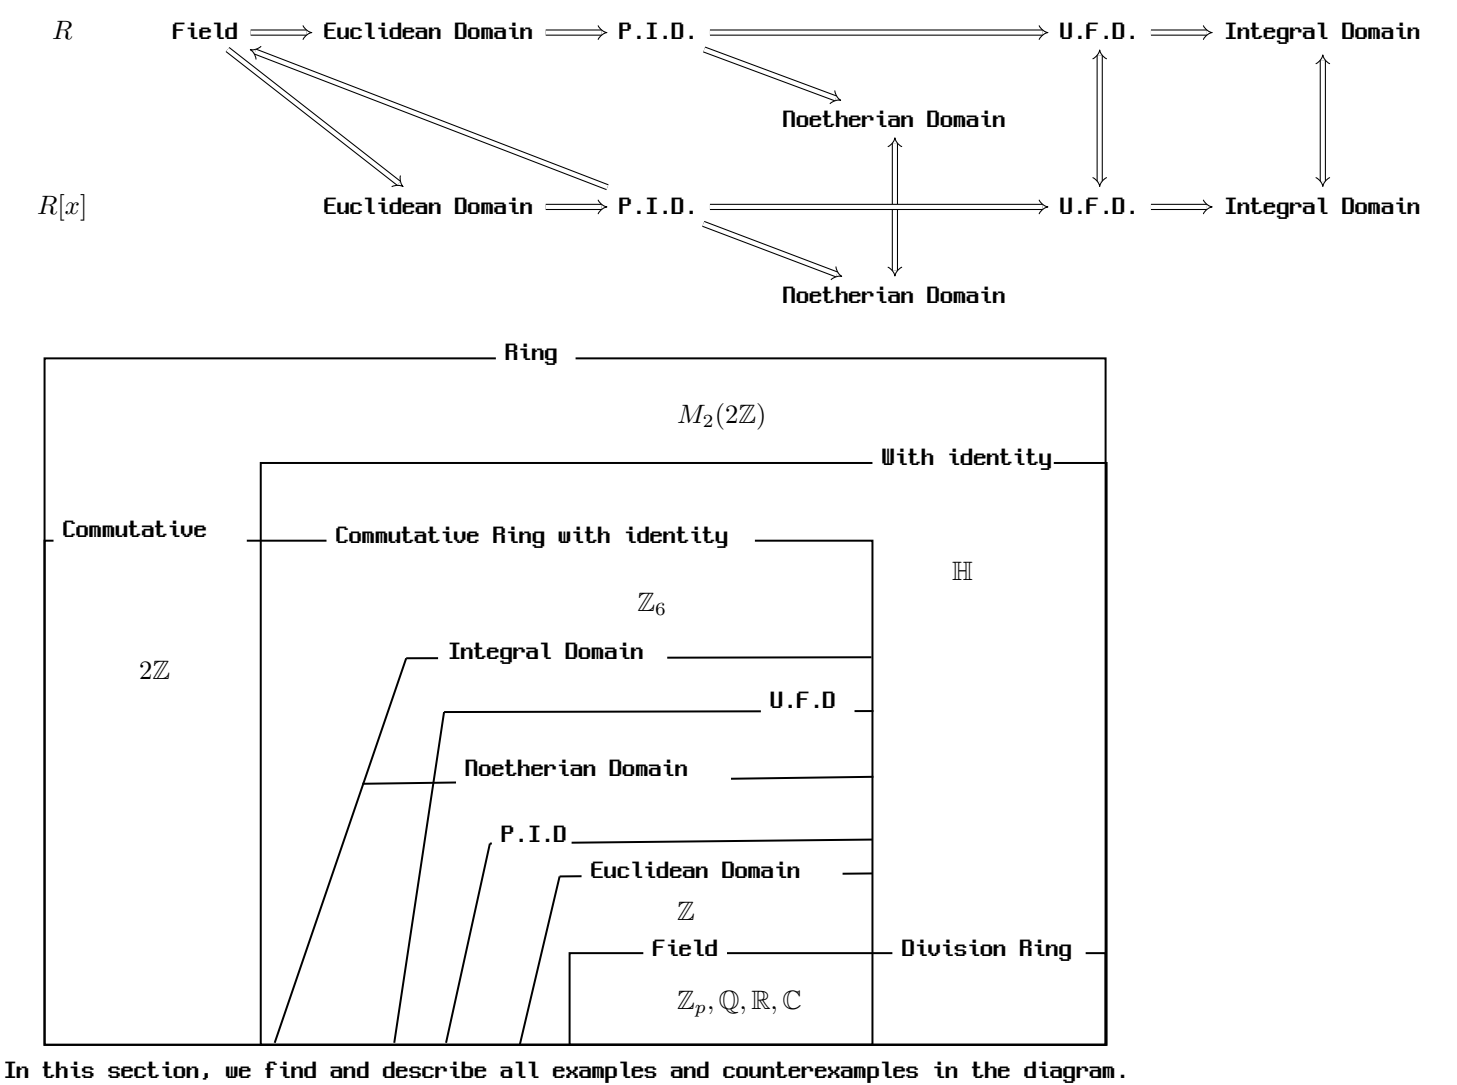 R Field Euclidean Domain P.I.D. U.F.D. Integral Domain
Noetherian Domain
R[x] Euclidean Domain P.I.D. U.F.D. Integral Domain
Noetherian Domain
Ring
M₂(2ℤ)
With identity
Commutative Commutative Ring with identity
ℍ
ℤ₆
Integral Domain
2ℤ
U.F.D
Noetherian Domain
P.I.D
Euclidean Domain
ℤ
Field Division Ring
ℤₚ, ℚ, ℝ, ℂ
In this section, we find and describe all examples and counterexamples in the diagram.